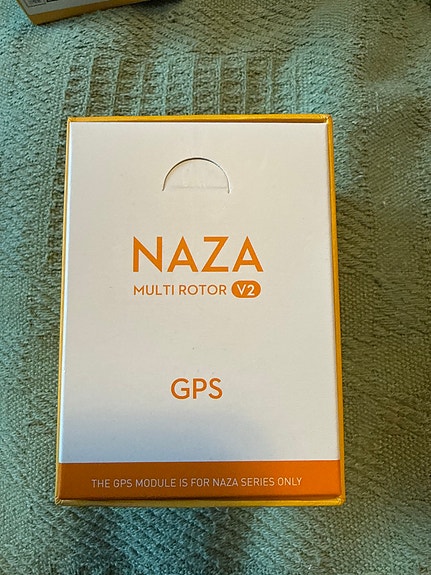 NAZA
MULTI ROTOR V2
GPS
THE GPS MODULE IS FOR NAZA SERIES ONLY